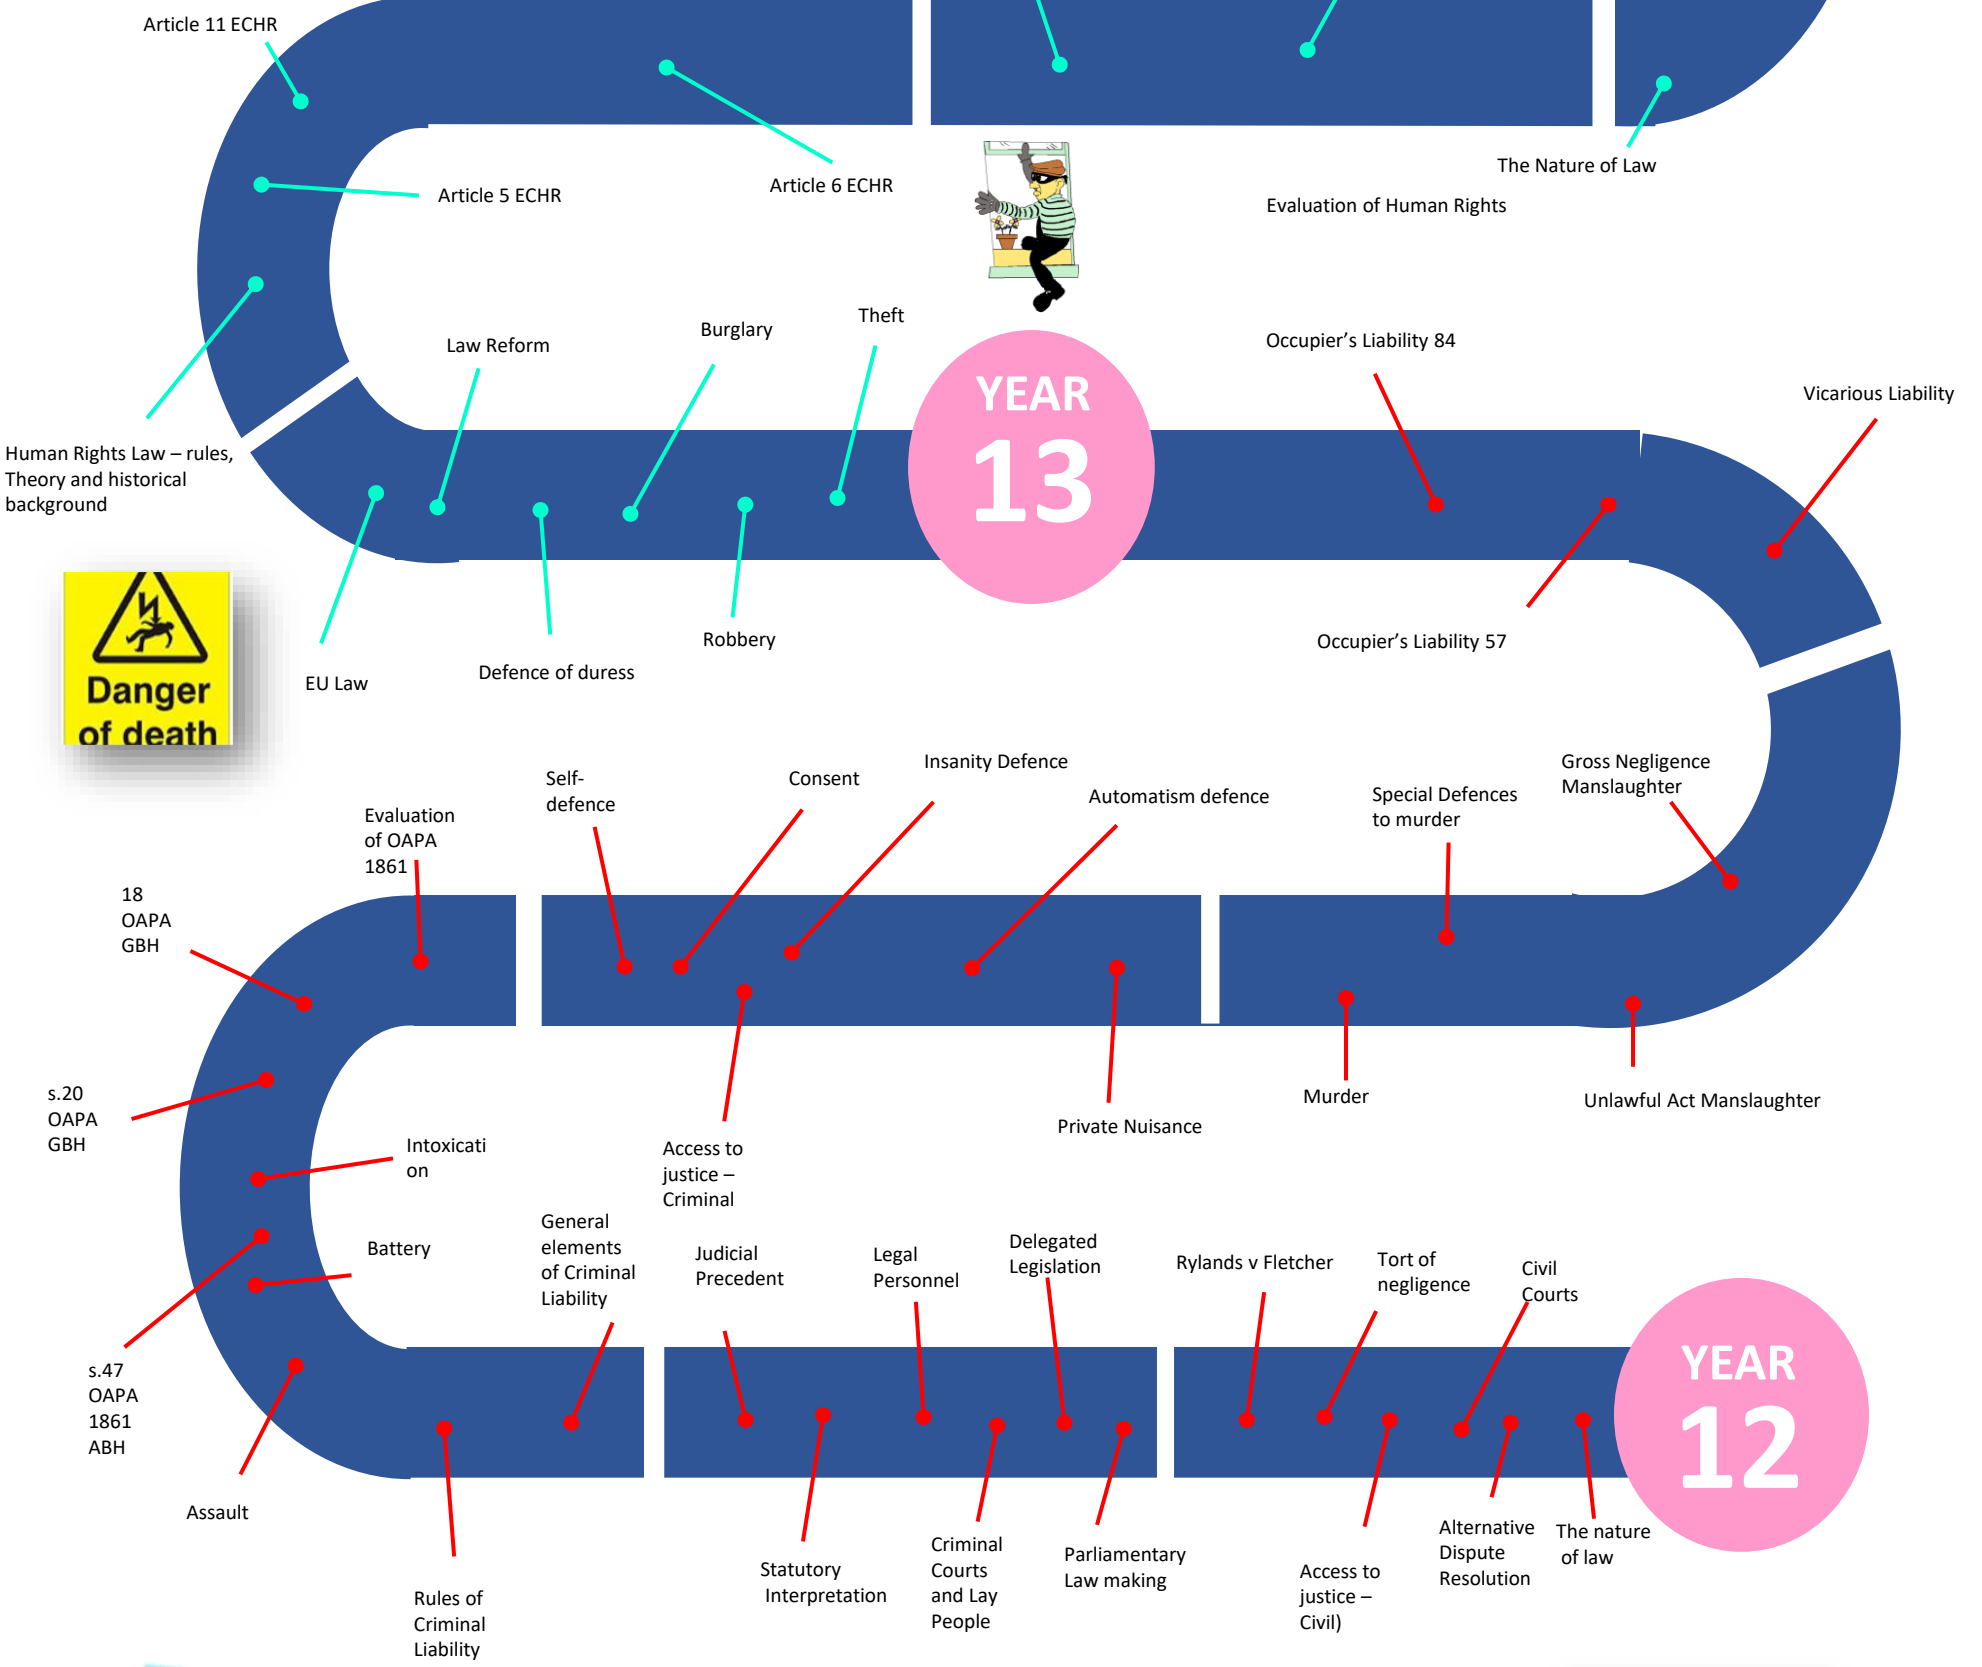 Article 11 ECHR
The Nature of Law
Article 6 ECHR
Article 5 ECHR
Evaluation of Human Rights
Theft
Burglary
Law Reform
Occupier's Liability 84
Vicarious Liability
YEAR
13
Human Rights Law – rules,
Theory and historical
background
Robbery
Occupier's Liability 57
Defence of duress
EU Law
Danger
of death
Insanity Defence
Gross Negligence
Manslaughter
Self-
defence
Consent
Automatism defence
Special Defences
to murder
Evaluation
of OAPA
1861
18
OAPA
GBH
s.20
OAPA
GBH
Murder
Unlawful Act Manslaughter
Private Nuisance
Intoxicati
on
Access to
justice –
Criminal
Battery
General
elements
of Criminal
Liability
Judicial
Precedent
Legal
Personnel
Delegated
Legislation
Rylands v Fletcher
Tort of
negligence
Civil
Courts
YEAR
12
s.47
OAPA
1861
ABH
Assault
Rules of
Criminal
Liability
Statutory
Interpretation
Criminal
Courts
and Lay
People
Parliamentary
Law making
Access to
justice –
Civil)
Alternative
Dispute
Resolution
The nature
of law